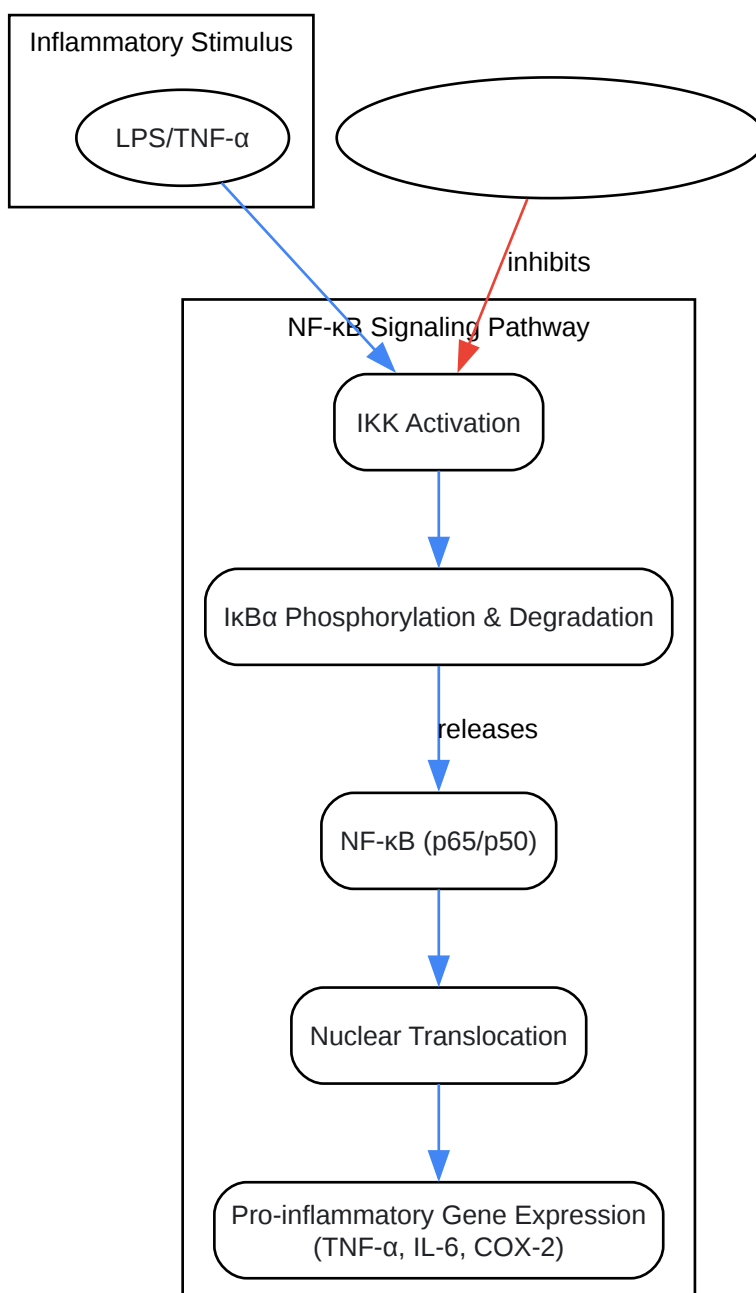 Inflammatory Stimulus
LPS/TNF-α
inhibits
NF-κB Signaling Pathway
IKK Activation
IκBα Phosphorylation & Degradation
releases
NF-κB (p65/p50)
Nuclear Translocation
Pro-inflammatory Gene Expression
(TNF-α, IL-6, COX-2)